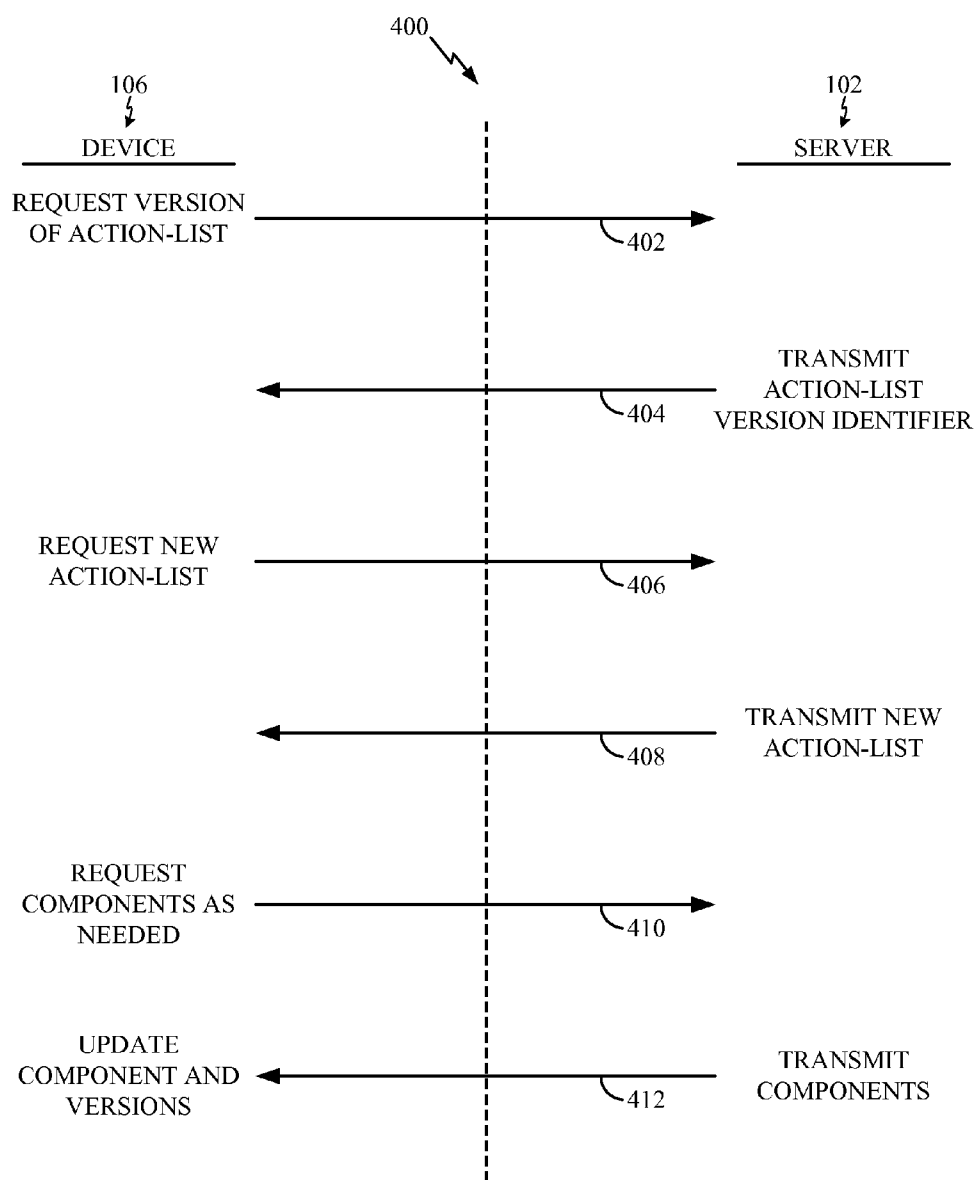 400
106
102
DEVICE
SERVER
REQUEST VERSION
OF ACTION-LIST
402
TRANSMIT
ACTION-LIST
VERSION IDENTIFIER
404
REQUEST NEW
ACTION-LIST
406
TRANSMIT NEW
ACTION-LIST
408
REQUEST
COMPONENTS AS
NEEDED
410
UPDATE
COMPONENT AND
VERSIONS
TRANSMIT
COMPONENTS
412